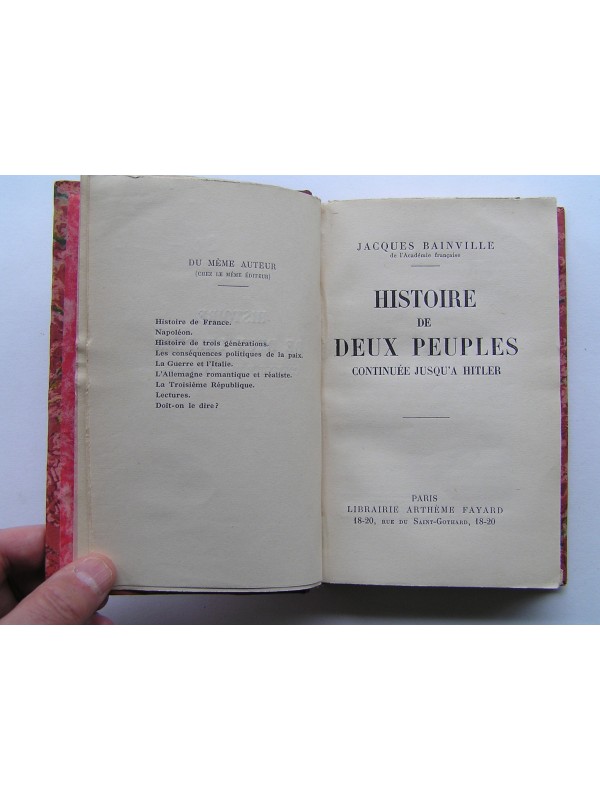 DU MÊME AUTEUR
(CHEZ LE MÊME ÉDITEUR)
Histoire de France.
Napoléon.
Histoire de trois générations.
Les conséquences politiques de la paix.
La Guerre et l'Italie.
L'Allemagne romantique et réaliste.
La Troisième République.
Lectures.
Doit-on le dire?
JACQUES BAINVILLE
de l'Académie française
HISTOIRE
DE
DEUX PEUPLES
CONTINUÉE JUSQU'A HITLER
PARIS
LIBRAIRIE ARTHÈME FAYARD
18-20, RUE DU SAINT-GOTHARD, 18-20